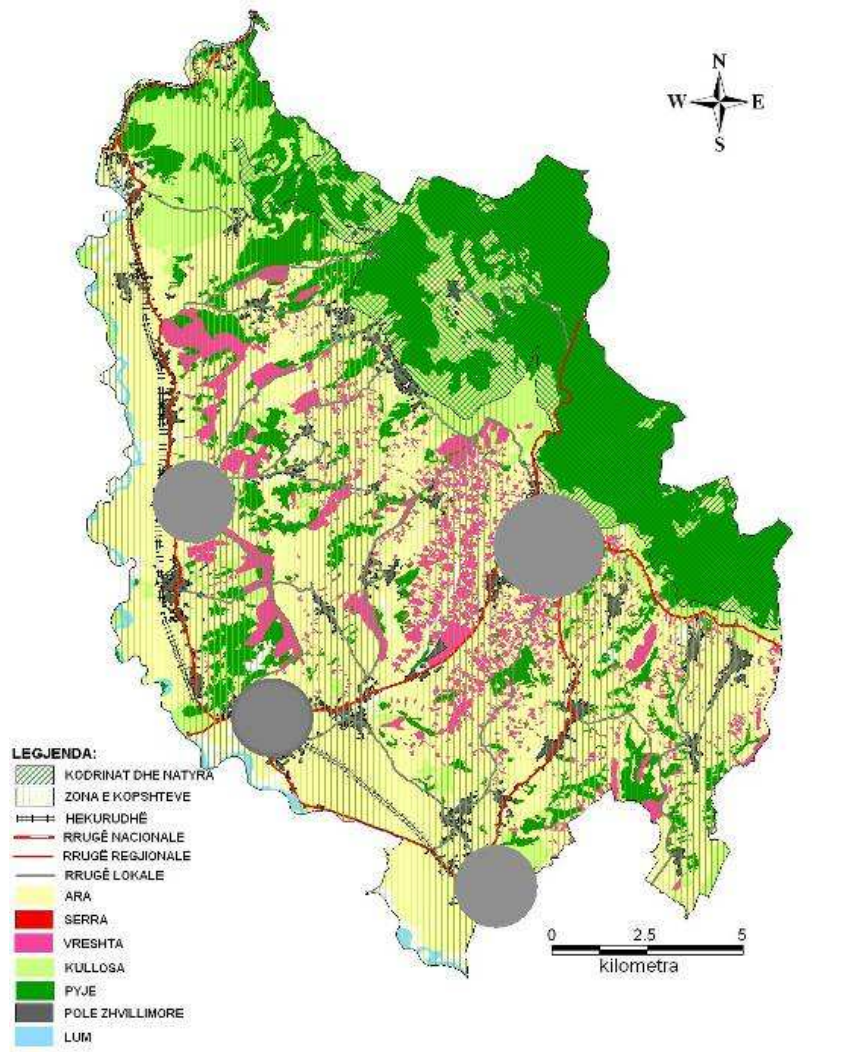 N
W E
S
LEGJENDA:
KODRINAT DHE NATYRA
ZONA E KOPSHTEVE
HEKURUDHË
RRUGË NACIONALE
RRUGË REGJIONALE
RRUGË LOKALE
ARA
SERRA
VRESHTA
KULLOSA
PYJE
POLE ZHVILLIMORE
LUM
0 2.5 5
kilometra